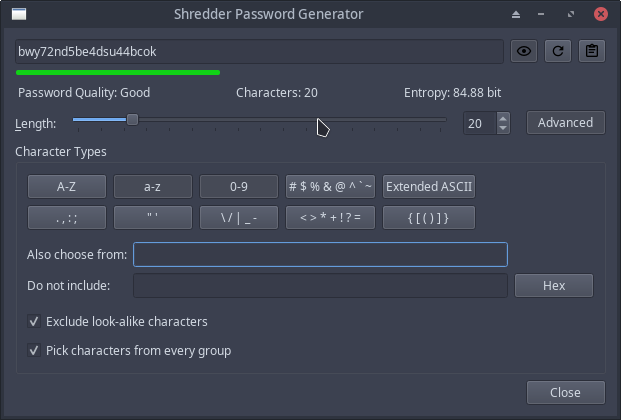 Shredder Password Generator
bwy72nd5be4dsu44bcok
Password Quality: Good Characters: 20 Entropy: 84.88 bit
Length: 20 Advanced
Character Types
A-Z a-z 0-9 # $ % & @ ^ ` ~ Extended ASCII
. , : ; " ' \ / | _ - < > * + ! ? = { [ ( ) ] }
Also choose from:
Do not include: Hex
Exclude look-alike characters
Pick characters from every group
Close